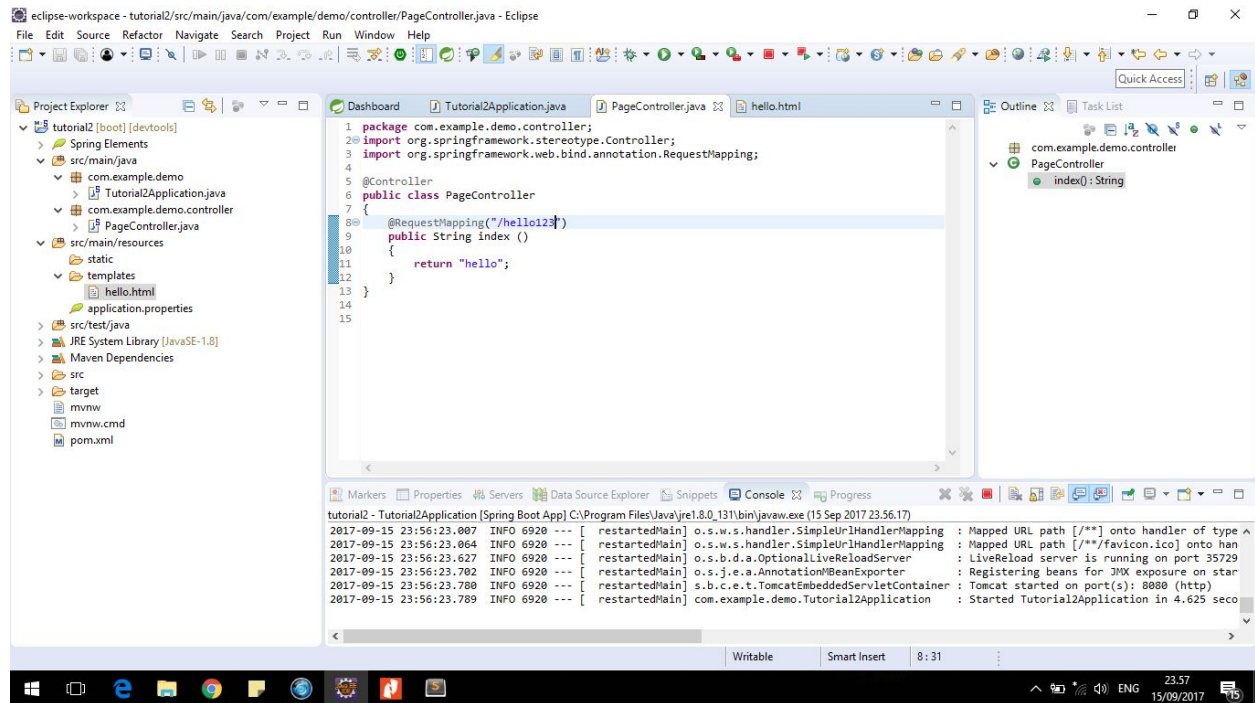 eclipse-workspace - tutorial2/src/main/java/com/example/demo/controller/PageController.java - Eclipse
File Edit Source Refactor Navigate Search Project Run Window Help
Quick Access
Project Explorer
tutorial2 [boot] [devtools]
Spring Elements
src/main/java
com.example.demo
Tutorial2Application.java
com.example.demo.controller
PageController.java
src/main/resources
static
templates
hello.html
application.properties
src/test/java
JRE System Library [JavaSE-1.8]
Maven Dependencies
src
target
mvnw
mvnw.cmd
pom.xml
Dashboard Tutorial2Application.java PageController.java hello.html
1 package com.example.demo.controller;
2 import org.springframework.stereotype.Controller;
3 import org.springframework.web.bind.annotation.RequestMapping;
4
5 @Controller
6 public class PageController
7 {
8 @RequestMapping("/hello123")
9 public String index ()
10 {
11 return "hello";
12 }
13 }
14
15
Outline Task List
com.example.demo.controller
PageController
index() : String
Markers Properties Servers Data Source Explorer Snippets Console Progress
tutorial2 - Tutorial2Application [Spring Boot App] C:\Program Files\Java\jre1.8.0_131\bin\javaw.exe (15 Sep 2017 23.56.17)
2017-09-15 23:56:23.007 INFO 6920 --- [ restartedMain] o.s.w.s.handler.SimpleUrlHandlerMapping : Mapped URL path [/**] onto handler of type
2017-09-15 23:56:23.064 INFO 6920 --- [ restartedMain] o.s.w.s.handler.SimpleUrlHandlerMapping : Mapped URL path [/**/favicon.ico] onto han
2017-09-15 23:56:23.627 INFO 6920 --- [ restartedMain] o.s.b.d.a.OptionalLiveReloadServer : LiveReload server is running on port 35729
2017-09-15 23:56:23.702 INFO 6920 --- [ restartedMain] o.s.j.e.a.AnnotationMBeanExporter : Registering beans for JMX exposure on star
2017-09-15 23:56:23.780 INFO 6920 --- [ restartedMain] s.b.c.e.t.TomcatEmbeddedServletContainer : Tomcat started on port(s): 8080 (http)
2017-09-15 23:56:23.789 INFO 6920 --- [ restartedMain] com.example.demo.Tutorial2Application : Started Tutorial2Application in 4.625 seco
Writable Smart Insert 8 : 31
ENG
23.57
15/09/2017
15